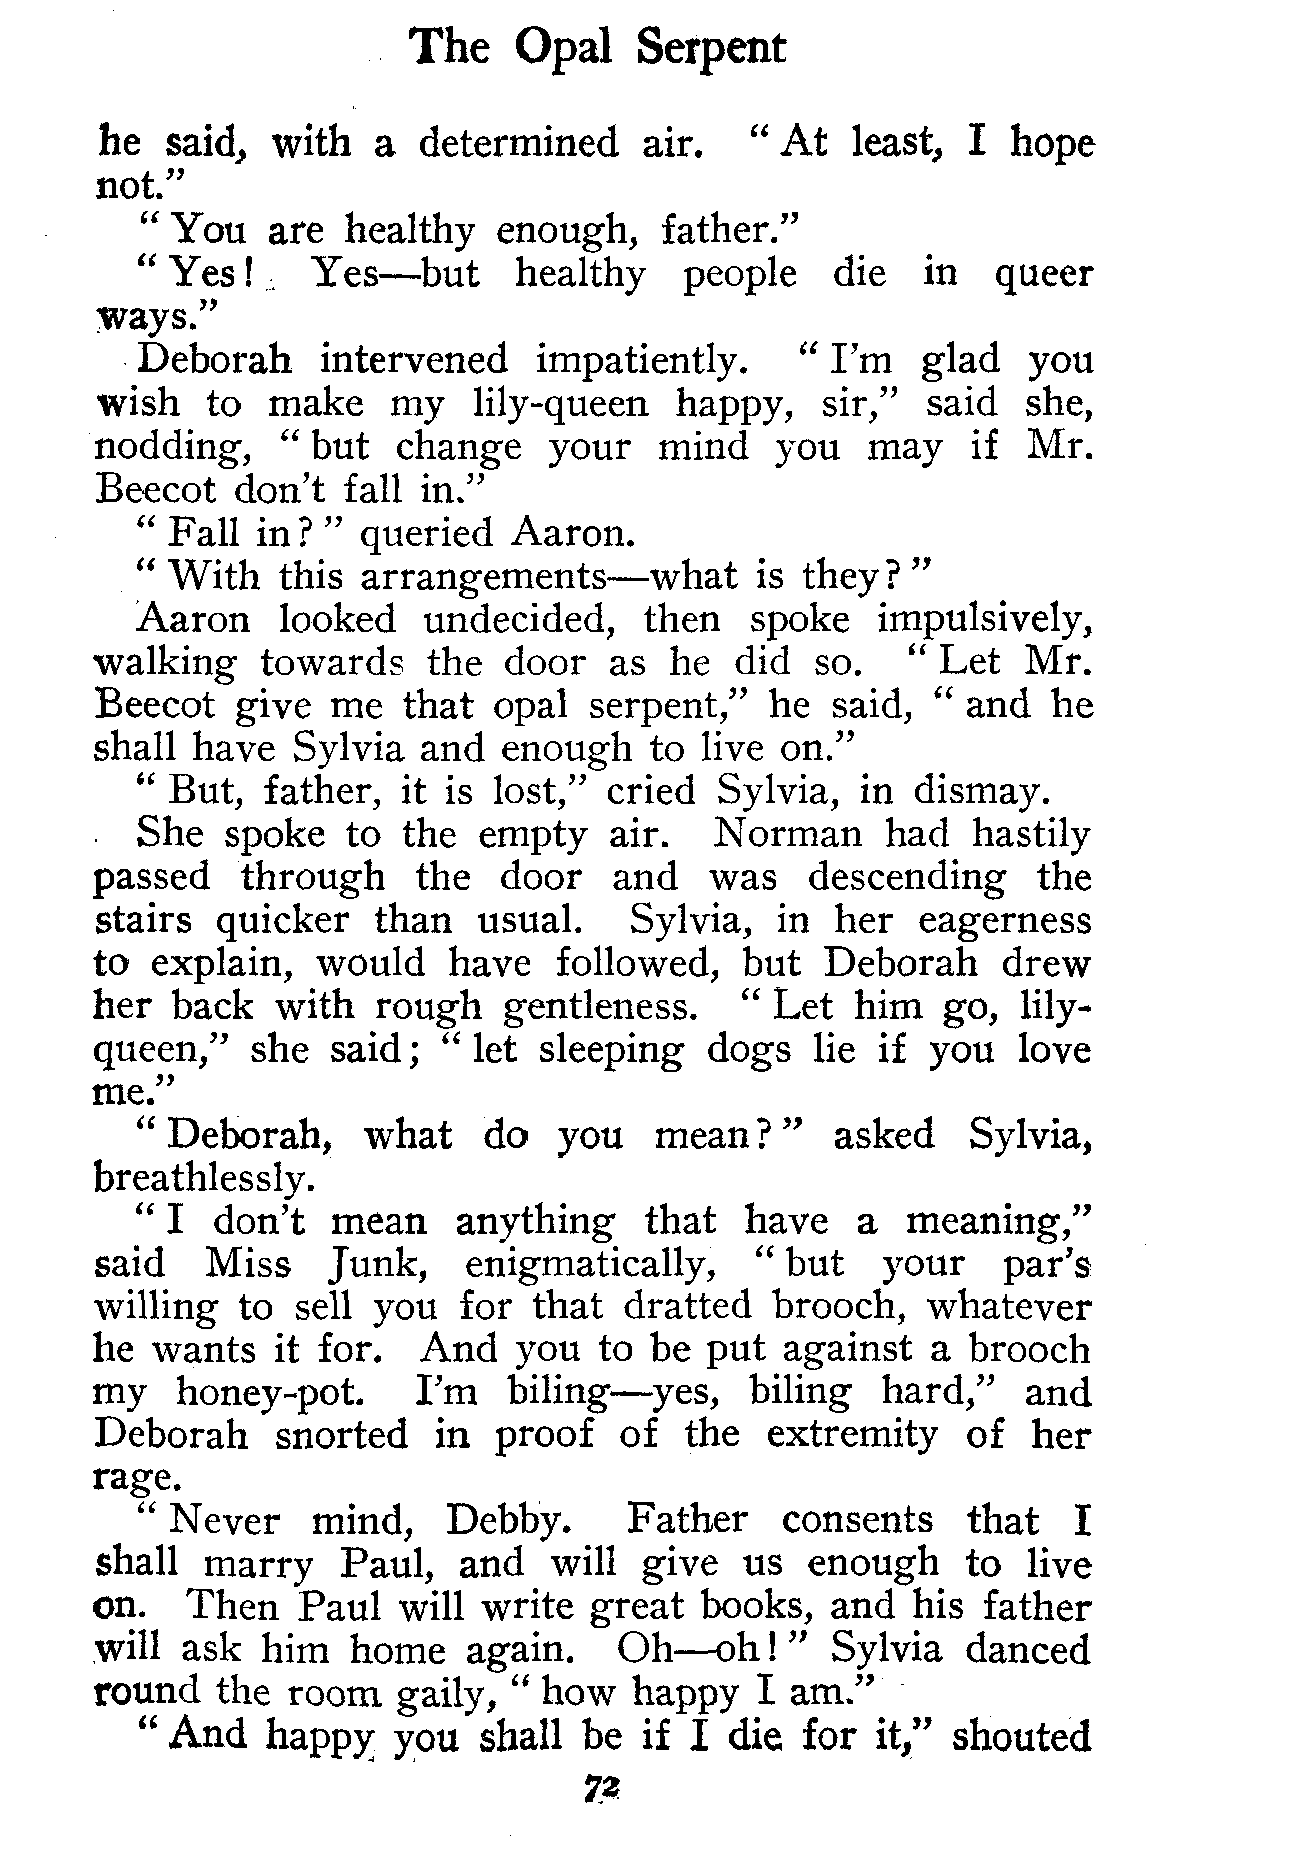 The Opal Serpent
he said, with a determined air. “ At least, I hope
not.”
“ You are healthy enough, father.”
“ Yes! Yes—but healthy people die in queer
ways.”
Deborah intervened impatiently. “ I'm glad you
wish to make my lily-queen happy, sir,” said she,
nodding, “ but change your mind you may if Mr.
Beecot don't fall in.”
“ Fall in? ” queried Aaron.
“ With this arrangements—what is they? ”
Aaron looked undecided, then spoke impulsively,
walking towards the door as he did so. “ Let Mr.
Beecot give me that opal serpent,” he said, “ and he
shall have Sylvia and enough to live on.”
“ But, father, it is lost,” cried Sylvia, in dismay.
She spoke to the empty air. Norman had hastily
passed through the door and was descending the
stairs quicker than usual. Sylvia, in her eagerness
to explain, would have followed, but Deborah drew
her back with rough gentleness. “ Let him go, lily-
queen,” she said; “ let sleeping dogs lie if you love
me.”
“ Deborah, what do you mean? ” asked Sylvia,
breathlessly.
“ I don't mean anything that have a meaning,”
said Miss Junk, enigmatically, “ but your par's
willing to sell you for that dratted brooch, whatever
he wants it for. And you to be put against a brooch
my honey-pot. I'm biling—yes, biling hard,” and
Deborah snorted in proof of the extremity of her
rage.
“ Never mind, Debby. Father consents that I
shall marry Paul, and will give us enough to live
on. Then Paul will write great books, and his father
will ask him home again. Oh—oh! ” Sylvia danced
round the room gaily, “ how happy I am.”
“ And happy you shall be if I die for it,” shouted
72